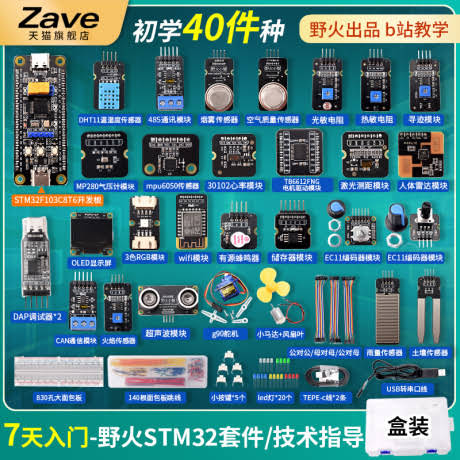 Zave
天猫旗舰店
初学40件种
野火出品 b站教学
DHT11温湿度传感器
485通讯模块
烟雾传感器
空气质量传感器
光敏电阻
热敏电阻
寻迹模块
STM32F103C8T6开发板
MP280气压计模块
mpu6050传感器
30102心率模块
TB6612FNG
电机驱动模块
激光测距模块
人体雷达模块
OLED显示屏
3色RGB模块
wifi模块
有源蜂鸣器
储存器模块
EC11编码器模块
EC11编码器模块
DAP调试器*2
CAN通信模块
火焰传感器
超声波模块
g90舵机
小马达+风扇叶
公对公/母对母/公对母
雨量传感器
土壤传感器
830孔大面包板
140根面包板跳线
小按键*5个
led灯*20个
TEPE-c线*2条
USB转串口线
7天入门-野火STM32套件/技术指导
盒装